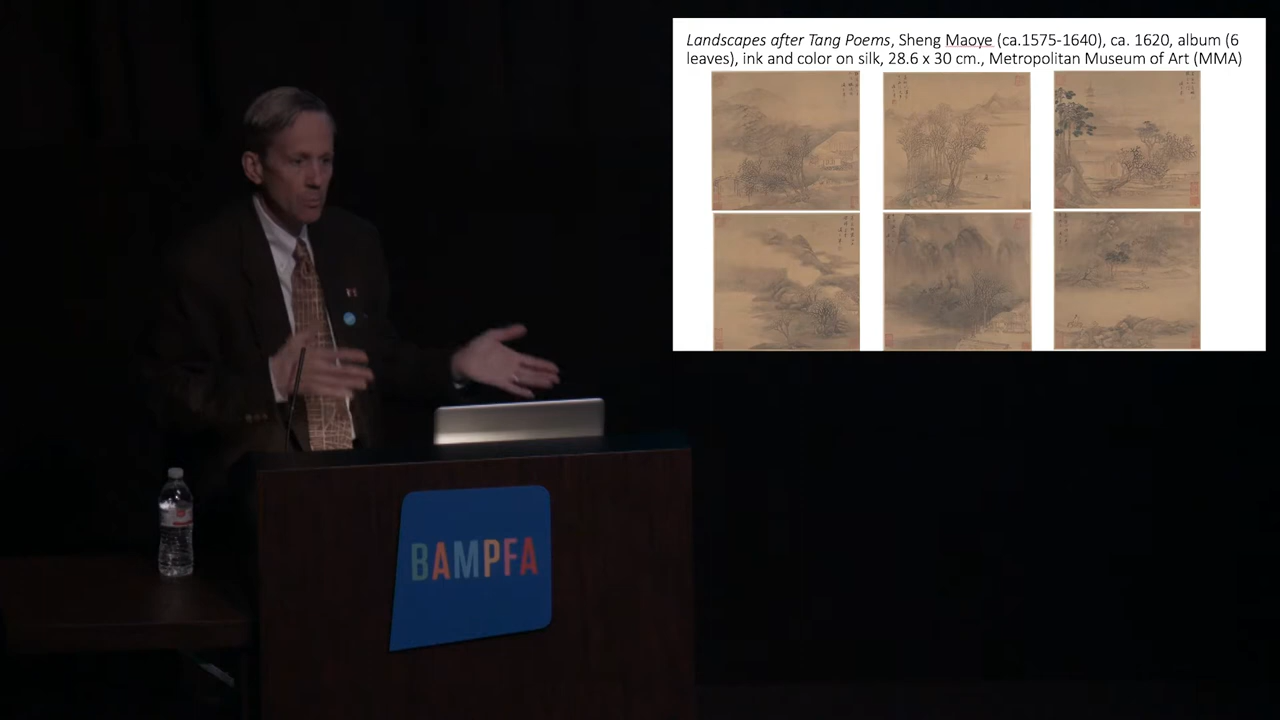 Landscapes after Tang Poems, Sheng Maoye (ca.1575-1640), ca. 1620, album (6
leaves), ink and color on silk, 28.6 x 30 cm., Metropolitan Museum of Art (MMA)
BAMPFA